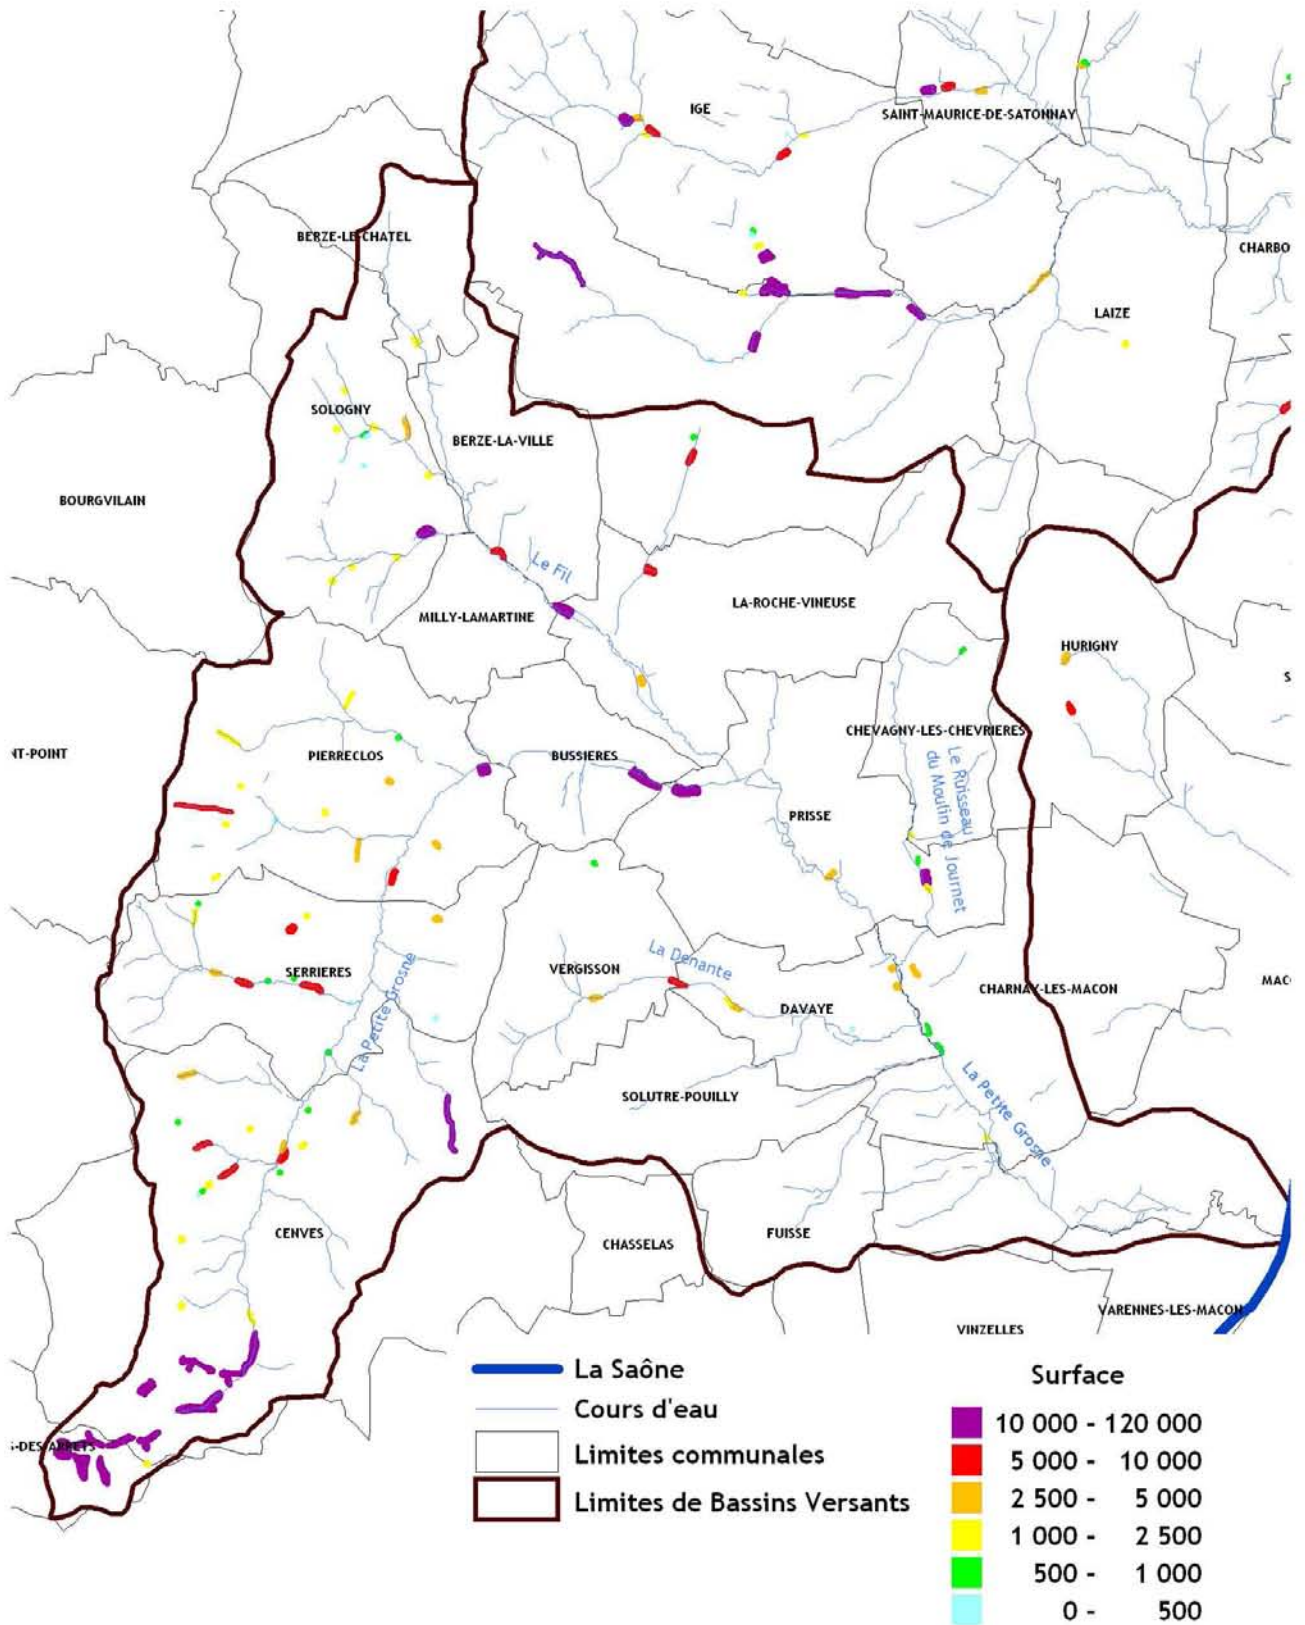 IGE
SAINT-MAURICE-DE-SATONNAY
BERZE-LE-CHATEL
CHARBO
LAIZE
SOLOGNY
BERZE-LA-VILLE
BOURGVILAIN
Le Fil
LA-ROCHE-VINEUSE
MILLY-LAMARTINE
HURIGNY
S
CHEVAGNY-LES-CHEVRIERES
NT-POINT
PIERRECLOS
BUSSIERES
Le Ruisseau
du Moulin de Journet
PRISSE
La Denante
VERGISSON
SERRIERES
La Petite Grosne
DAVAYE
CHARNAY-LES-MACON
MAC
SOLUTRE-POUILLY
La Petite Grosne
CENVES
CHASSELAS
FUISSE
VARENNES-LES-MACON
VINZELLES
S-DES-ARRETS
La Saône
Cours d'eau
Limites communales
Limites de Bassins Versants
Surface
10 000 - 120 000
5 000 - 10 000
2 500 - 5 000
1 000 - 2 500
500 - 1 000
0 - 500